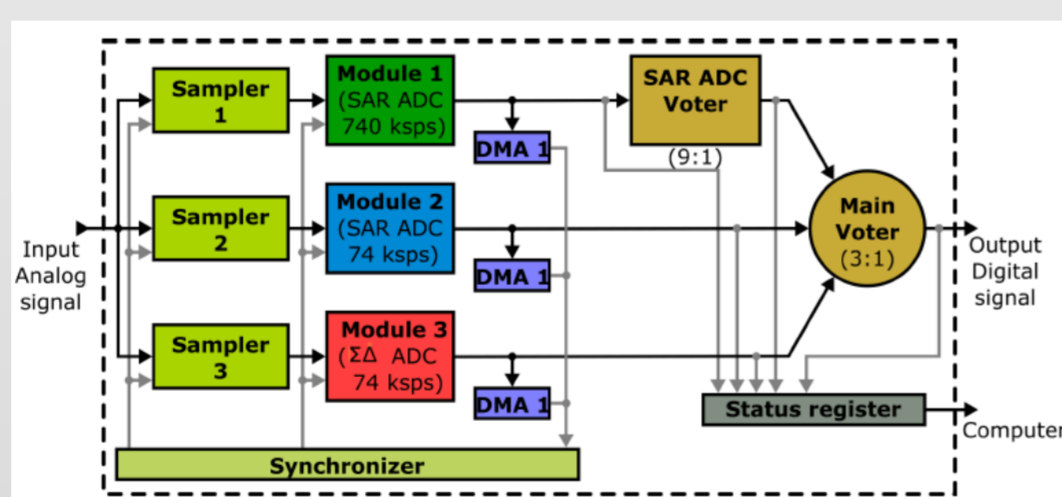 Sampler
1
Module 1
(SAR ADC
740 ksps)
DMA 1
SAR ADC
Voter
(9:1)
Sampler
2
Module 2
(SAR ADC
74 ksps)
DMA 1
Main
Voter
(3:1)
Input
Analog
signal
Output
Digital
signal
Sampler
3
Module 3
(ΣΔ ADC
74 ksps)
DMA 1
Status register
Computer
Synchronizer